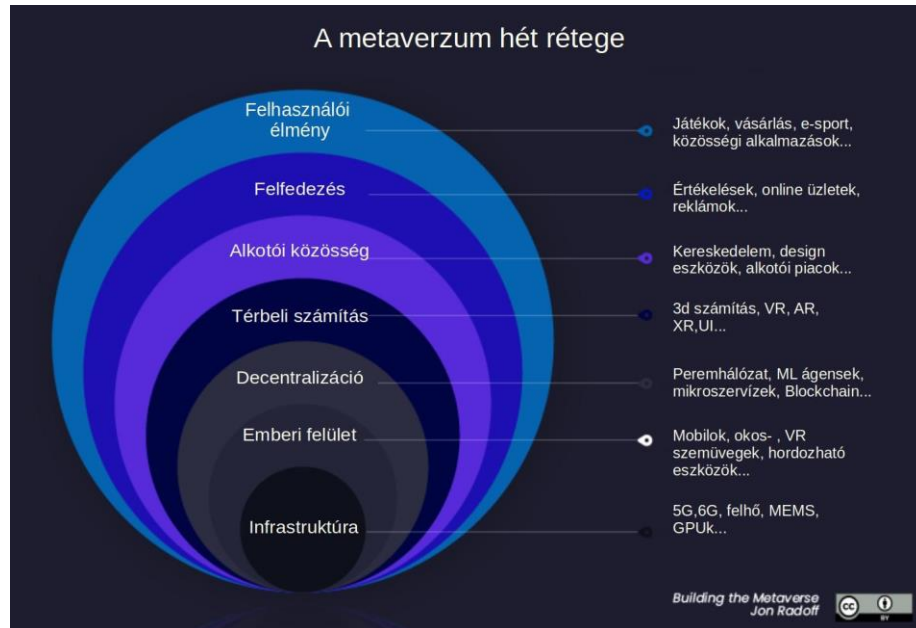 A metaverzum hét rétege
Felhasználói
élmény
Játékok, vásárlás, e-sport,
közösségi alkalmazások...
Felfedezés
Értékelések, online üzletek,
reklámok...
Alkotói közösség
Kereskedelem, design
eszközök, alkotói piacok...
Térbeli számítás
3d számítás, VR, AR,
XR,UI...
Decentralizáció
Peremhálózat, ML ágensek,
mikroszervízek, Blockchain...
Emberi felület
Mobilok, okos- , VR
szemüvegek, hordozható
eszközök...
Infrastruktúra
5G,6G, felhő, MEMS,
GPUk...
Building the Metaverse
Jon Radoff
cc
BY